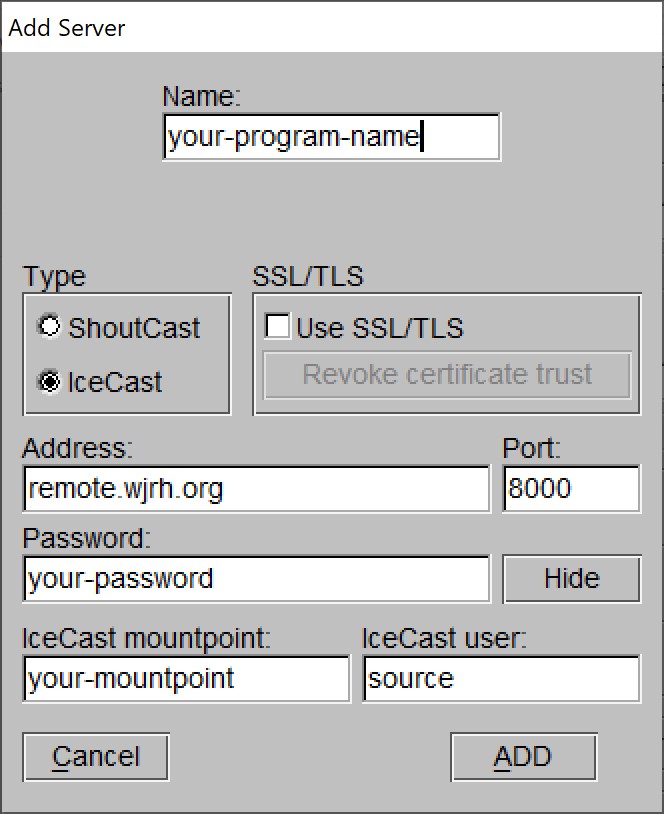 Add Server
Name:
your-program-name
Type
SSL/TLS
ShoutCast
Use SSL/TLS
IceCast
Revoke certificate trust
Address:
Port:
remote.wjrh.org
8000
Password:
your-password
Hide
IceCast mountpoint:
IceCast user:
your-mountpoint
source
Cancel
ADD